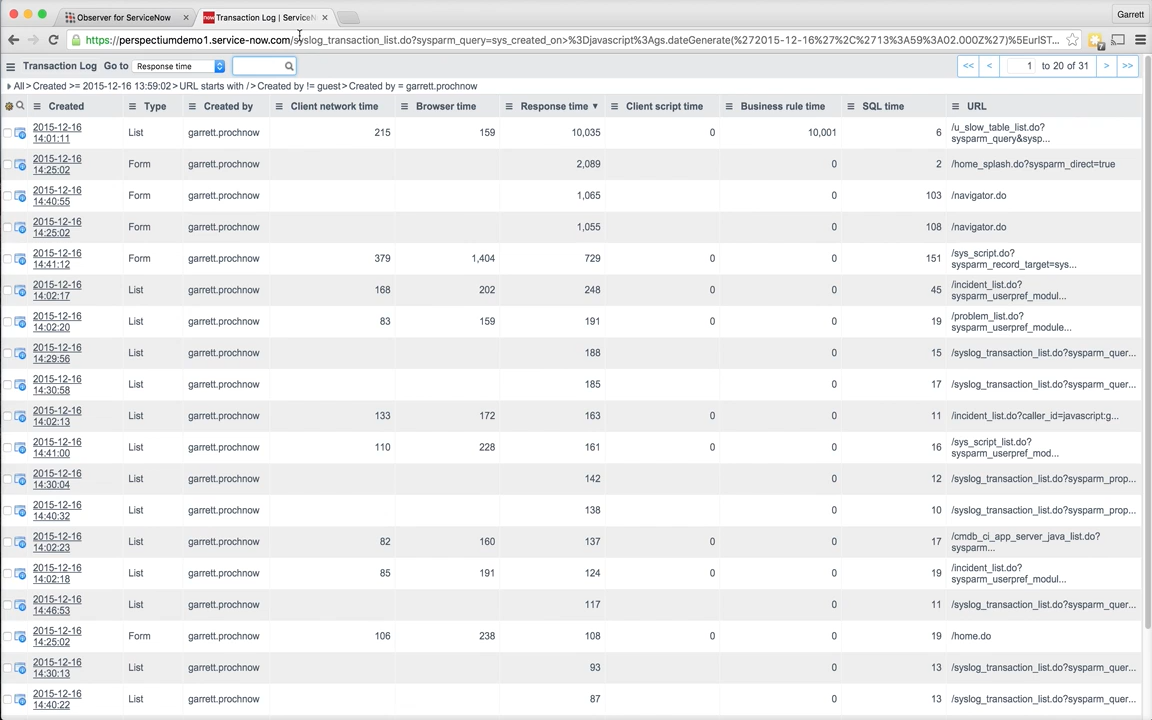 Observer for ServiceNow
Transaction Log | ServiceN
Garrett
https://perspectiumdemo1.service-now.com/syslog_transaction_list.do?sysparm_query=sys_created_on>%3Djavascript%3Ags.dateGenerate(%272015-12-16%27%2C%2713%3A59%3A02.000Z%27)%5EurlST...
Transaction Log Go to Response time << < 1 to 20 of 31 > >>
All > Created >= 2015-12-16 13:59:02 > URL starts with / > Created by != guest > Created by = garrett.prochnow
Created Type Created by Client network time Browser time Response time ▼ Client script time Business rule time SQL time URL
2015-12-16 14:01:11 List garrett.prochnow 215 159 10,035 0 10,001 6 /u_slow_table_list.do?sysparm_query&sysp...
2015-12-16 14:25:02 Form garrett.prochnow 2,089 0 2 /home_splash.do?sysparm_direct=true
2015-12-16 14:40:55 Form garrett.prochnow 1,065 0 103 /navigator.do
2015-12-16 14:25:02 Form garrett.prochnow 1,055 0 108 /navigator.do
2015-12-16 14:41:12 Form garrett.prochnow 379 1,404 729 0 0 151 /sys_script.do?sysparm_record_target=sys...
2015-12-16 14:02:17 List garrett.prochnow 168 202 248 0 0 45 /incident_list.do?sysparm_userpref_modul...
2015-12-16 14:02:20 List garrett.prochnow 83 159 191 0 0 19 /problem_list.do?sysparm_userpref_module...
2015-12-16 14:29:56 List garrett.prochnow 188 0 15 /syslog_transaction_list.do?sysparm_quer...
2015-12-16 14:30:58 List garrett.prochnow 185 0 17 /syslog_transaction_list.do?sysparm_quer...
2015-12-16 14:02:13 List garrett.prochnow 133 172 163 0 0 11 /incident_list.do?caller_id=javascript:g...
2015-12-16 14:41:00 List garrett.prochnow 110 228 161 0 0 16 /sys_script_list.do?sysparm_userpref_mod...
2015-12-16 14:30:04 List garrett.prochnow 142 0 12 /syslog_transaction_list.do?sysparm_prop...
2015-12-16 14:40:32 List garrett.prochnow 138 0 10 /syslog_transaction_list.do?sysparm_prop...
2015-12-16 14:02:23 List garrett.prochnow 82 160 137 0 0 17 /cmdb_ci_app_server_java_list.do?sysparm...
2015-12-16 14:02:18 List garrett.prochnow 85 191 124 0 0 19 /incident_list.do?sysparm_userpref_modul...
2015-12-16 14:46:53 List garrett.prochnow 117 0 11 /syslog_transaction_list.do?sysparm_quer...
2015-12-16 14:25:02 Form garrett.prochnow 106 238 108 0 0 19 /home.do
2015-12-16 14:30:13 List garrett.prochnow 93 0 13 /syslog_transaction_list.do?sysparm_quer...
2015-12-16 14:40:22 List garrett.prochnow 87 0 13 /syslog_transaction_list.do?sysparm_quer...